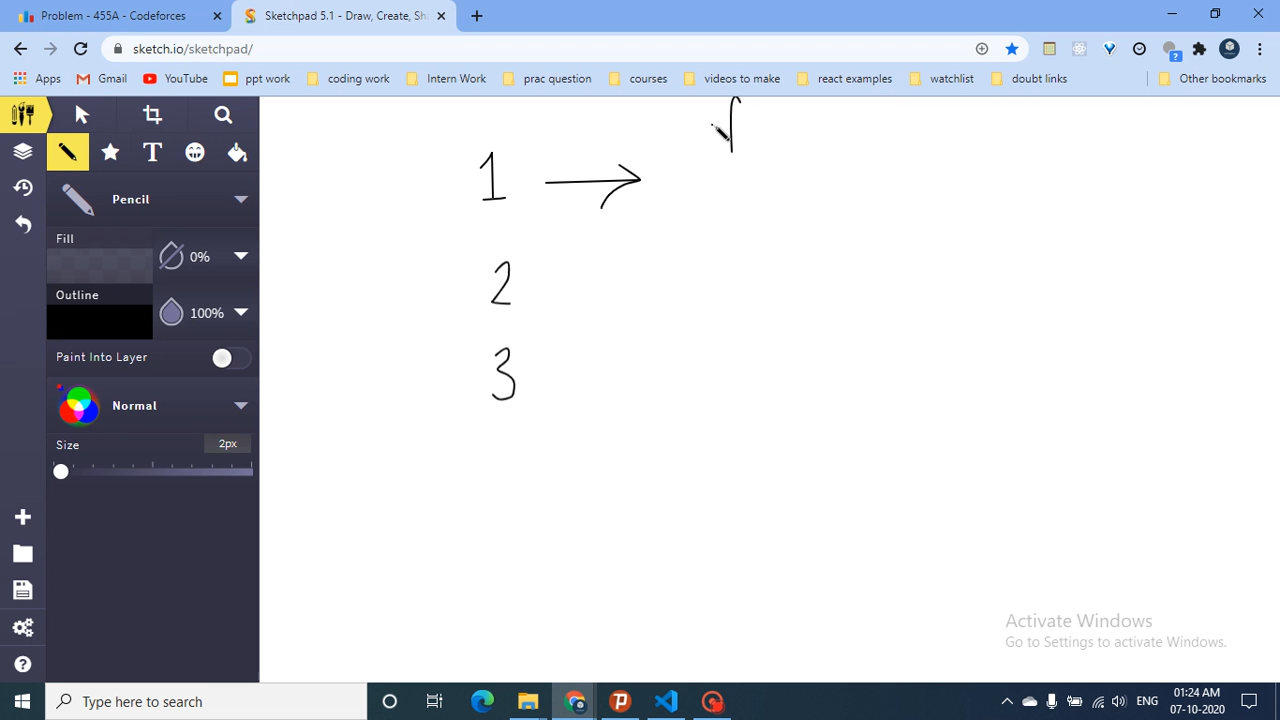 Problem - 455A - Codeforces
Sketchpad 5.1 - Draw, Create, Sh
sketch.io/sketchpad/
Apps Gmail YouTube ppt work coding work Intern Work prac question courses videos to make react examples watchlist doubt links Other bookmarks
Pencil
Fill
0%
Outline
100%
Paint Into Layer
Normal
Size
2px
1
2
3
Activate Windows
Go to Settings to activate Windows.
Type here to search
ENG
01:24 AM
07-10-2020